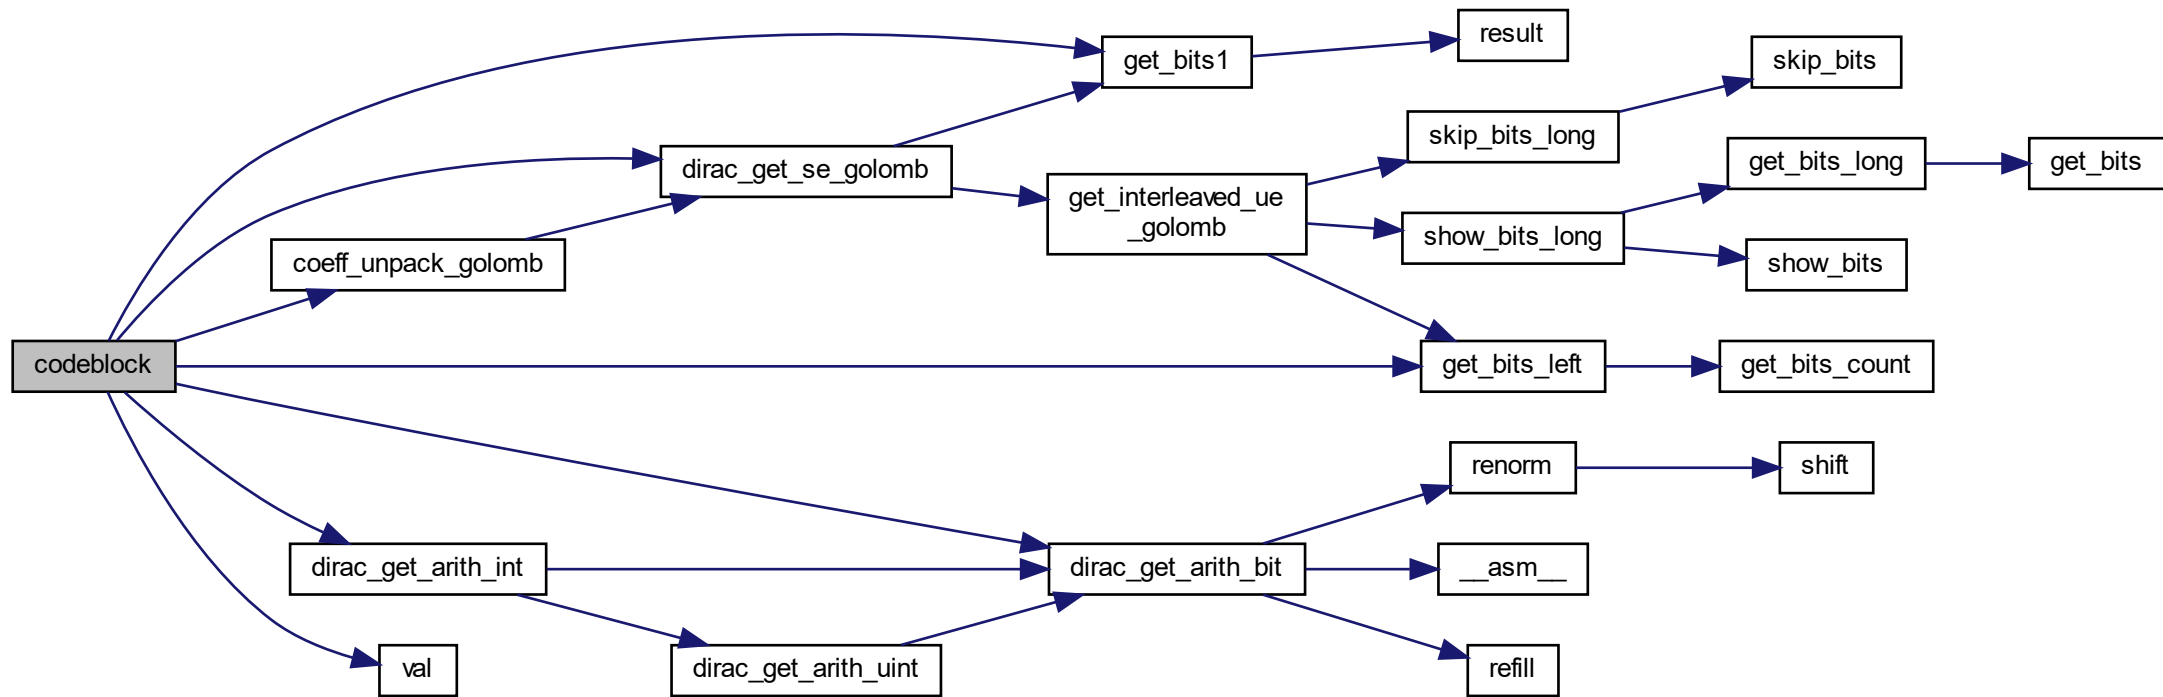 result
get_bits1
skip_bits
skip_bits_long
get_bits_long
get_bits
dirac_get_se_golomb
get_interleaved_ue
_golomb
show_bits_long
show_bits
coeff_unpack_golomb
codeblock
get_bits_left
get_bits_count
renorm
shift
dirac_get_arith_int
dirac_get_arith_bit
__asm__
val
dirac_get_arith_uint
refill